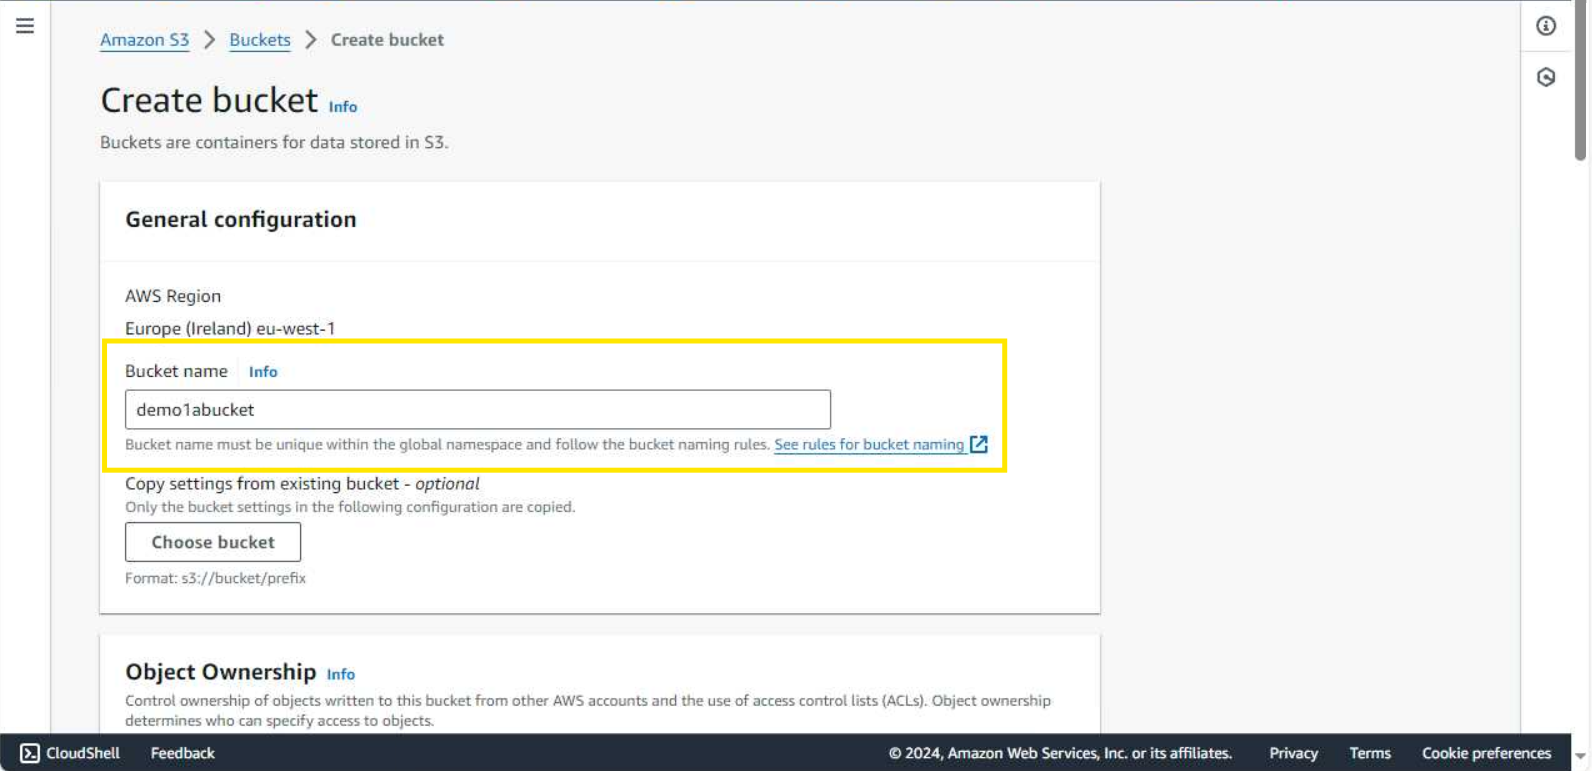 Amazon S3 > Buckets > Create bucket
Create bucket Info
Buckets are containers for data stored in S3.
General configuration
AWS Region
Europe (Ireland) eu-west-1
Bucket name Info
demo1abucket
Bucket name must be unique within the global namespace and follow the bucket naming rules. See rules for bucket naming
Copy settings from existing bucket - optional
Only the bucket settings in the following configuration are copied.
Choose bucket
Format: s3://bucket/prefix
Object Ownership Info
Control ownership of objects written to this bucket from other AWS accounts and the use of access control lists (ACLs). Object ownership
determines who can specify access to objects.
CloudShell Feedback © 2024, Amazon Web Services, Inc. or its affiliates. Privacy Terms Cookie preferences